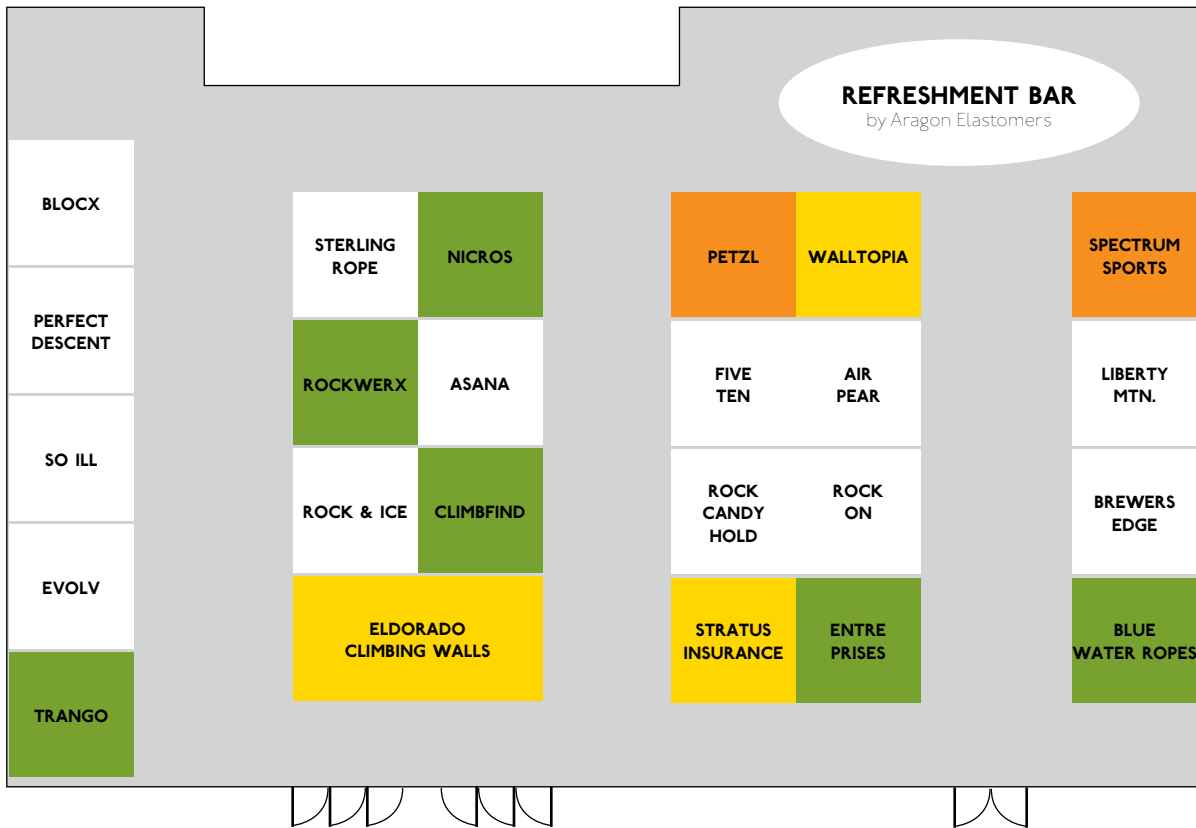 REFRESHMENT BAR
by Aragon Elastomers
BLOCX
PERFECT
DESCENT
SO ILL
EVOLV
TRANGO
STERLING
ROPE
NICROS
ROCKWERX
ASANA
ROCK & ICE
CLIMBFIND
ELDORADO
CLIMBING WALLS
PETZL
WALLTOPIA
FIVE
TEN
AIR
PEAR
ROCK
CANDY
HOLD
ROCK
ON
STRATUS
INSURANCE
ENTRE
PRISES
SPECTRUM
SPORTS
LIBERTY
MTN.
BREWERS
EDGE
BLUE
WATER ROPES